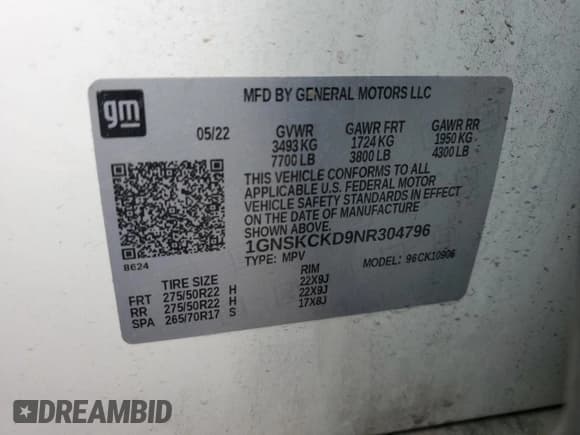 gm
MFD BY GENERAL MOTORS LLC
05/22 GVWR GAWR FRT GAWR RR
3493 KG 1724 KG 1950 KG
7700 LB 3800 LB 4300 LB
THIS VEHICLE CONFORMS TO ALL
APPLICABLE U.S. FEDERAL MOTOR
VEHICLE SAFETY STANDARDS IN EFFECT
ON THE DATE OF MANUFACTURE
SHOWN ABOVE.
1GNSKCKD9NR304796
TYPE: MPV MODEL: 96CK10906
8624
TIRE SIZE RIM
FRT 275/50R22 H 22X9J
RR 275/50R22 H 22X9J
SPA 265/70R17 S 17X8J
DREAMBID